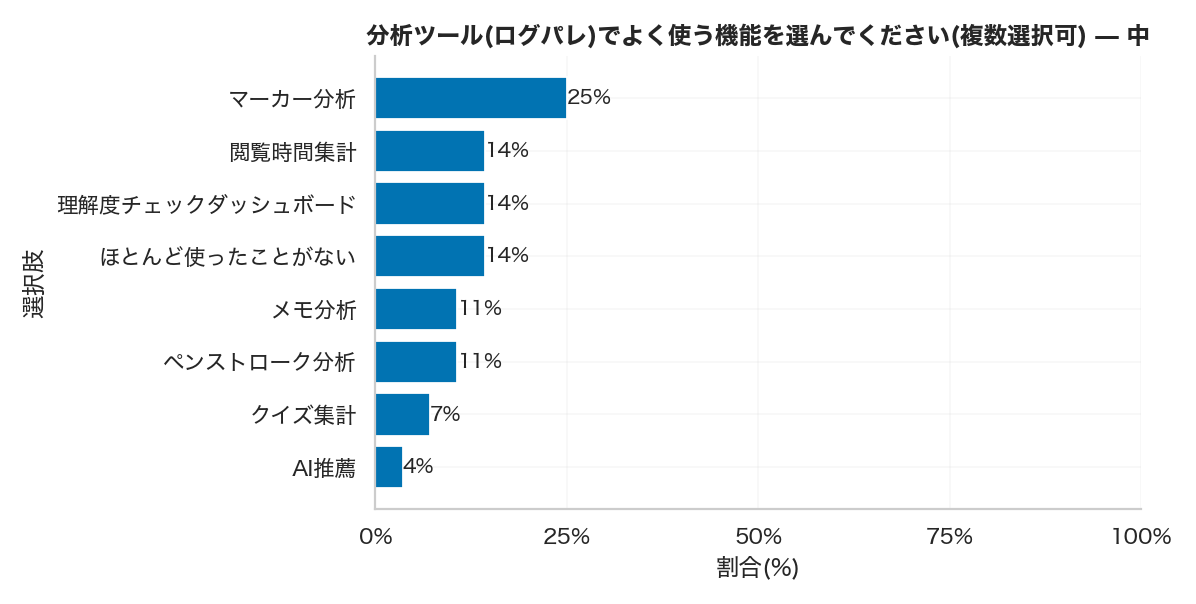 分析ツール(ログパレ)でよく使う機能を選んでください(複数選択可) — 中
選択肢
マーカー分析 25%
閲覧時間集計 14%
理解度チェックダッシュボード 14%
ほとんど使ったことがない 14%
メモ分析 11%
ペンストローク分析 11%
クイズ集計 7%
AI推薦 4%
0% 25% 50% 75% 100%
割合(%)